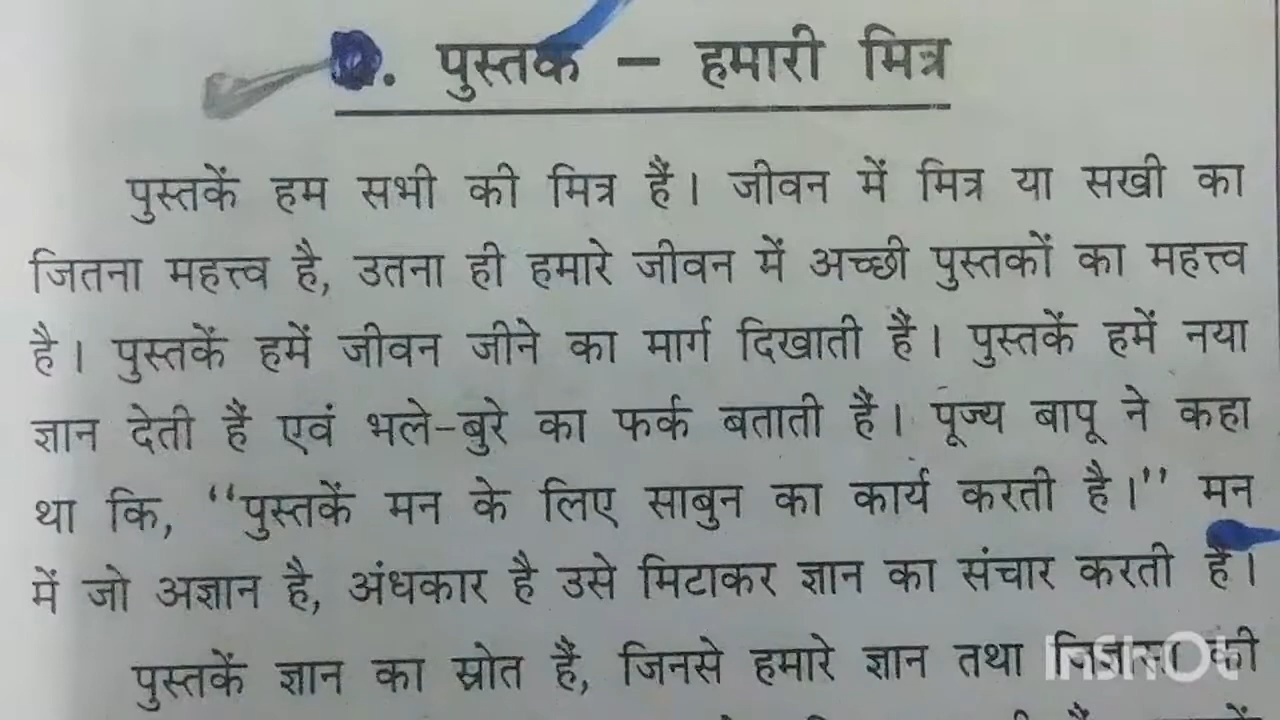 पुस्तक – हमारी मित्र
पुस्तकें हम सभी की मित्र हैं। जीवन में मित्र या सखी का
जितना महत्त्व है, उतना ही हमारे जीवन में अच्छी पुस्तकों का महत्त्व
है। पुस्तकें हमें जीवन जीने का मार्ग दिखाती हैं। पुस्तकें हमें नया
ज्ञान देती हैं एवं भले-बुरे का फर्क बताती है। पूज्य बापू ने कहा
था कि, “पुस्तकें मन के लिए साबुन का कार्य करती है।” मन
में जो अज्ञान है, अंधकार है उसे मिटाकर ज्ञान का संचार करती हैं।
पुस्तकें ज्ञान का स्रोत हैं, जिनसे हमारे ज्ञान तथा जिज्ञासा की
InShOt